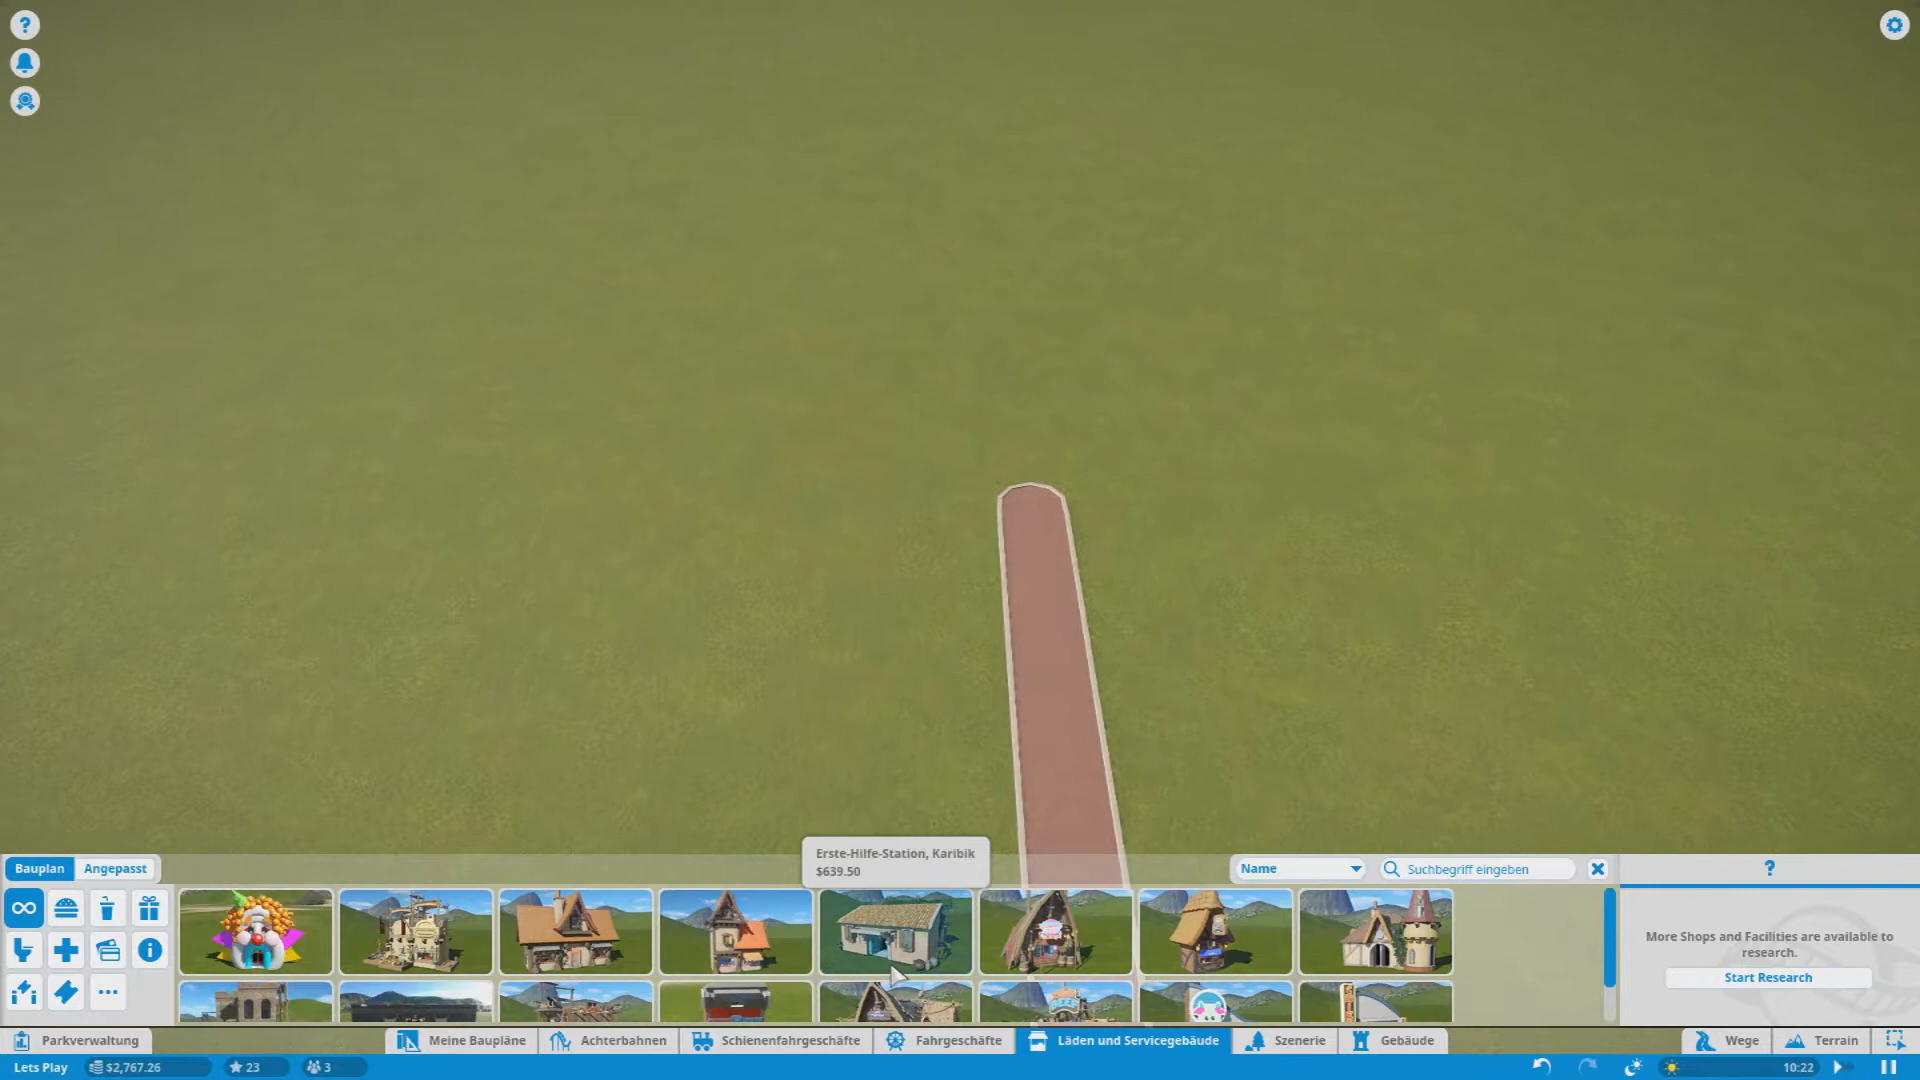 Erste-Hilfe-Station, Karibik
$639.50
Bauplan
Angepasst
Name
Suchbegriff eingeben
?
More Shops and Facilities are available to
research.
Start Research
Parkverwaltung
Meine Baupläne
Achterbahnen
Schienenfahrgeschäfte
Fahrgeschäfte
Läden und Servicegebäude
Szenerie
Gebäude
Wege
Terrain
Lets Play
$2,767.26
23
3
10:22